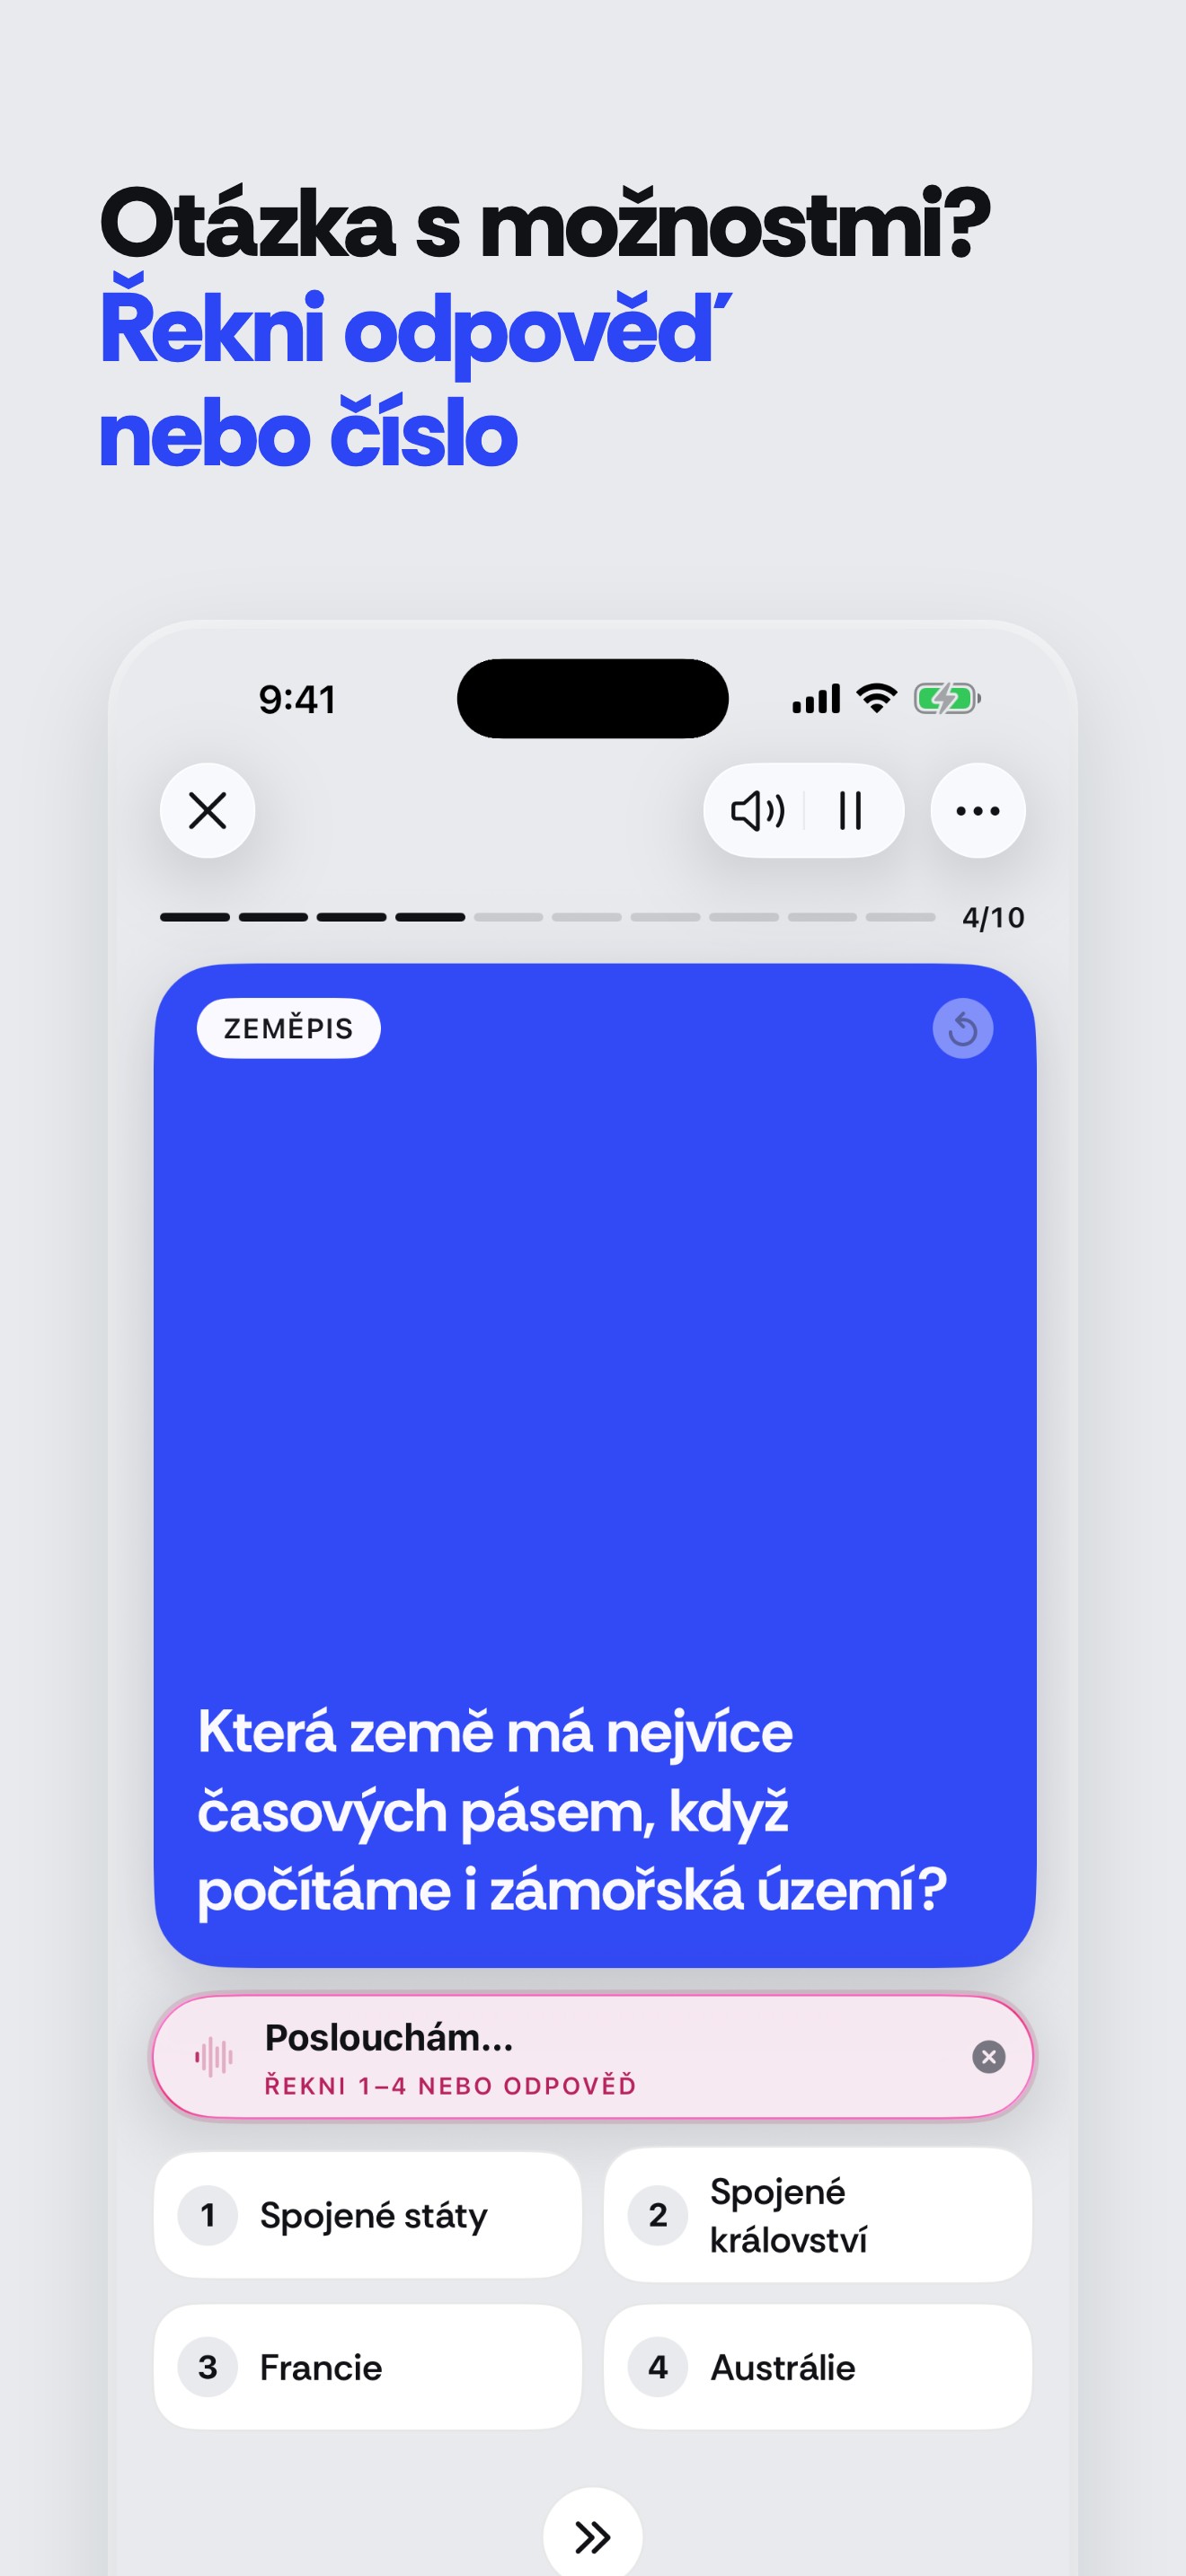 Otázka s možnostmi?
Řekni odpověď
nebo číslo
9:41
4/10
ZEMĚPIS
Která země má nejvíce
časových pásem, když
počítáme i zámořská území?
Poslouchám...
ŘEKNI 1–4 NEBO ODPOVĚĎ
1 Spojené státy
2 Spojené
království
3 Francie
4 Austrálie